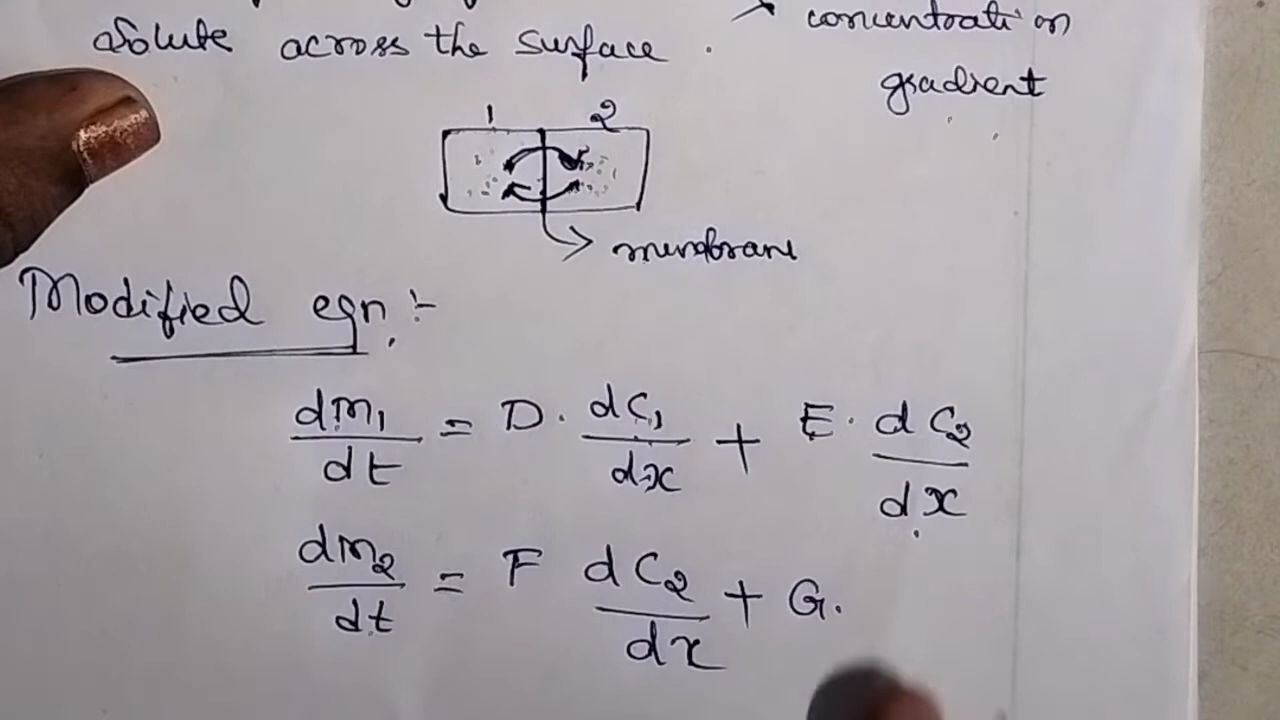 concentration
solute across the surface.
gradient
1 2
membrane
Modified eqn :-
dm₁/dt = D · dC₁/dx + E · dC₂/dx
dm₂/dt = F dC₂/dx + G.